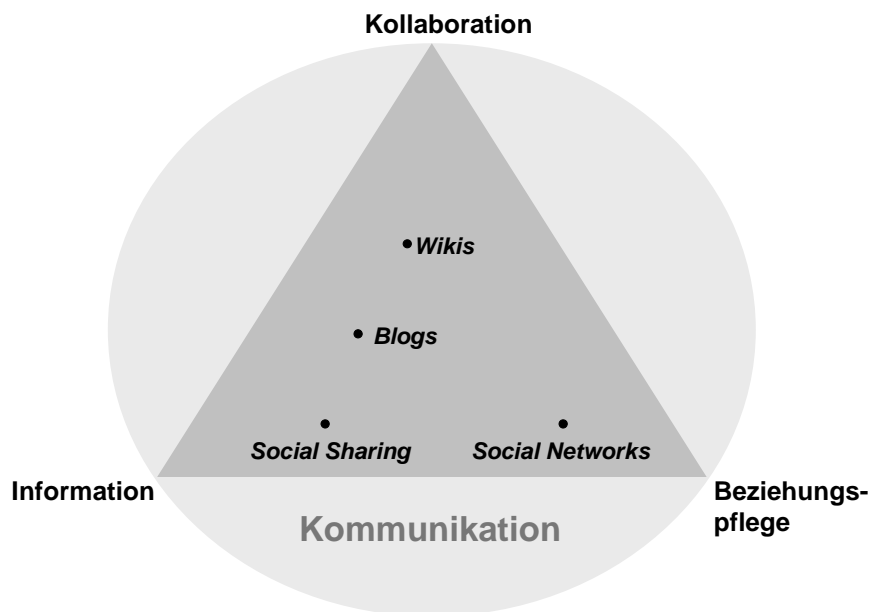 Kollaboration
Wikis
Blogs
Social Sharing
Social Networks
Information
Beziehungs-
pflege
Kommunikation